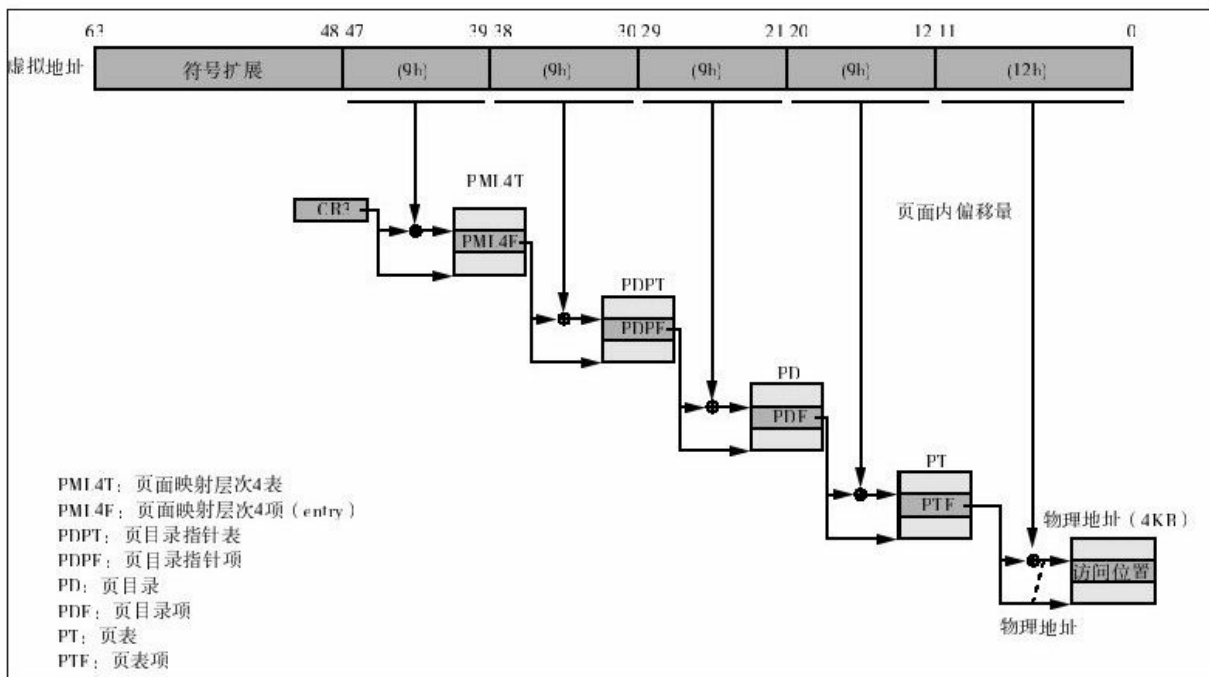 63 48 47 39 38 30 29 21 20 12 11 0
虚拟地址 符号扩展 (9b) (9b) (9b) (9b) (12b)
PML4T
CR3
页面内偏移量
PML4E
PDPT
PDPE
PD
PDE
PT
PTE
物理地址（4KB）
访问位置
物理地址
PML4T：页面映射层次4表
PML4E：页面映射层次4项（entry）
PDPT：页目录指针表
PDPE：页目录指针项
PD：页目录
PDE：页目录项
PT：页表
PTE：页表项